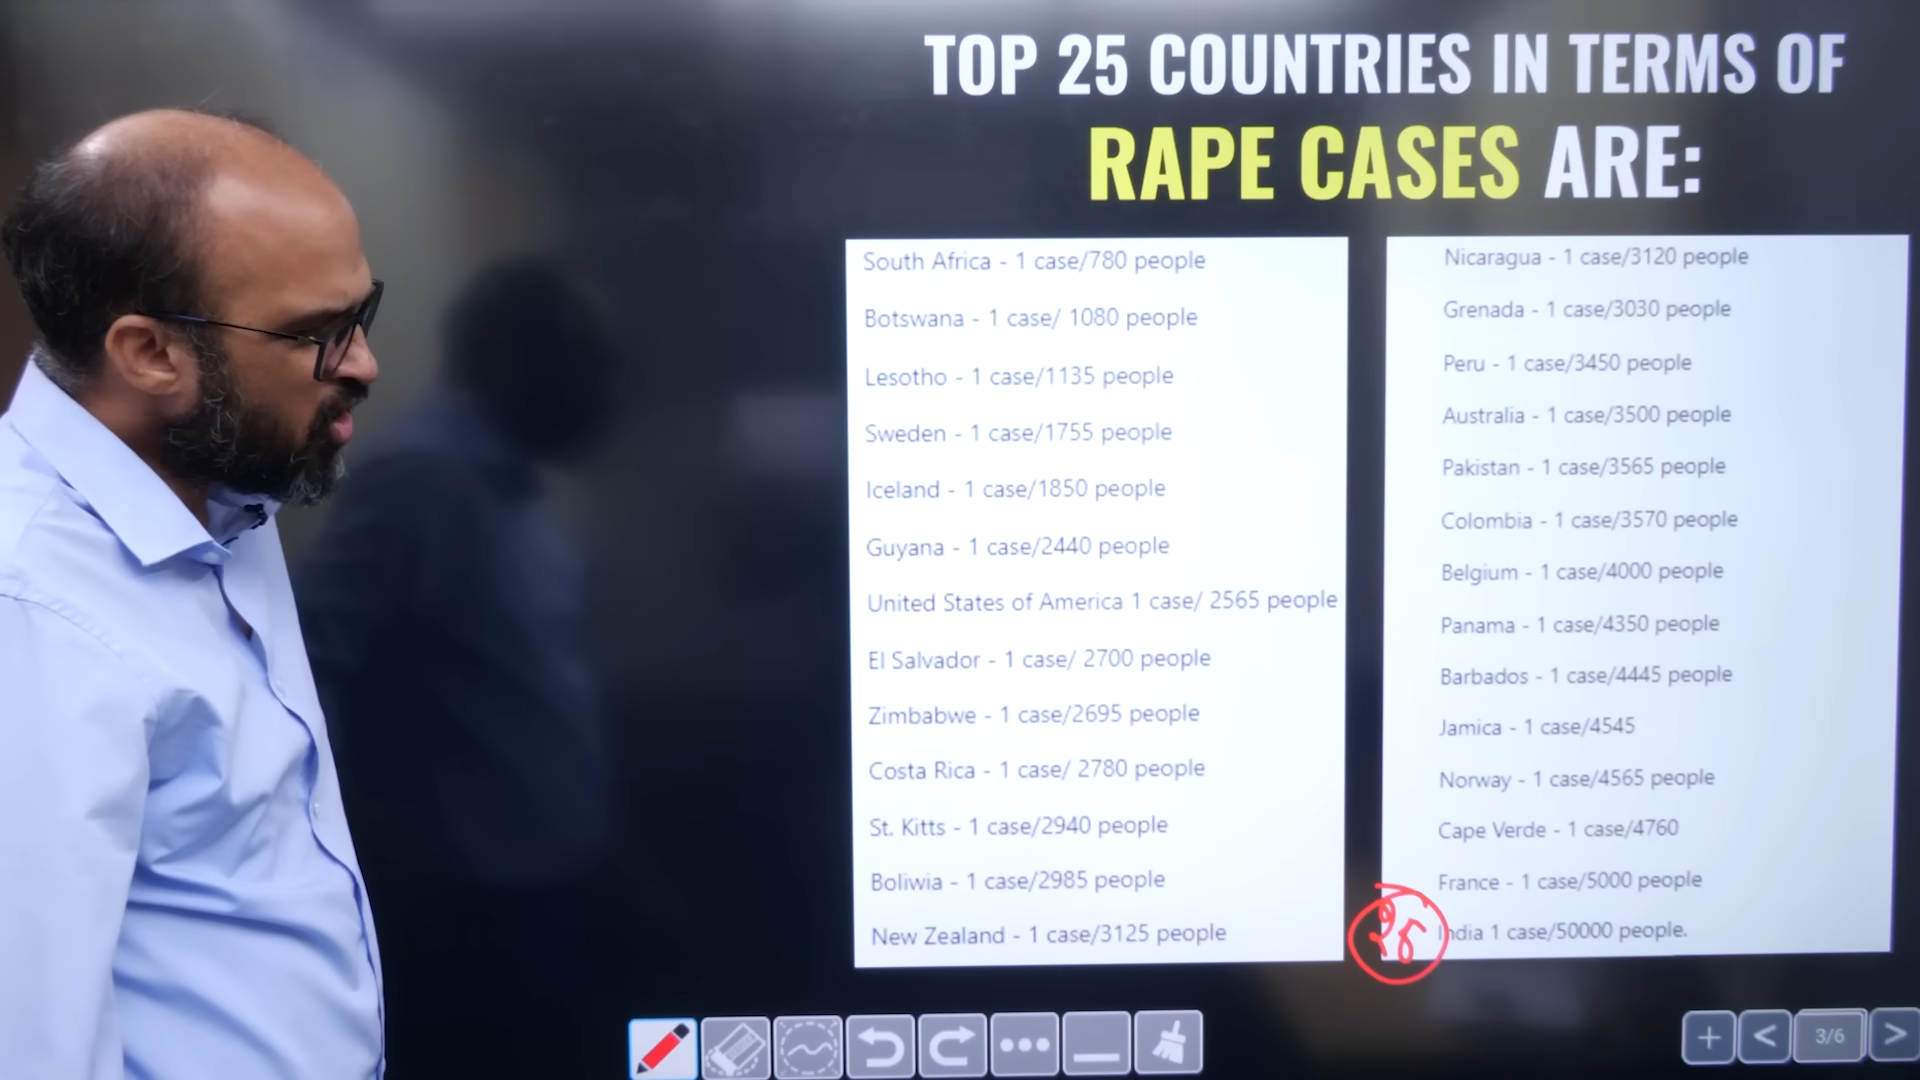 TOP 25 COUNTRIES IN TERMS OF
RAPE CASES ARE:
South Africa - 1 case/780 people
Botswana - 1 case/ 1080 people
Lesotho - 1 case/1135 people
Sweden - 1 case/1755 people
Iceland - 1 case/1850 people
Guyana - 1 case/2440 people
United States of America 1 case/ 2565 people
El Salvador - 1 case/ 2700 people
Zimbabwe - 1 case/2695 people
Costa Rica - 1 case/ 2780 people
St. Kitts - 1 case/2940 people
Boliwia - 1 case/2985 people
New Zealand - 1 case/3125 people
Nicaragua - 1 case/3120 people
Grenada - 1 case/3030 people
Peru - 1 case/3450 people
Australia - 1 case/3500 people
Pakistan - 1 case/3565 people
Colombia - 1 case/3570 people
Belgium - 1 case/4000 people
Panama - 1 case/4350 people
Barbados - 1 case/4445 people
Jamica - 1 case/4545
Norway - 1 case/4565 people
Cape Verde - 1 case/4760
France - 1 case/5000 people
India 1 case/50000 people.
3/6